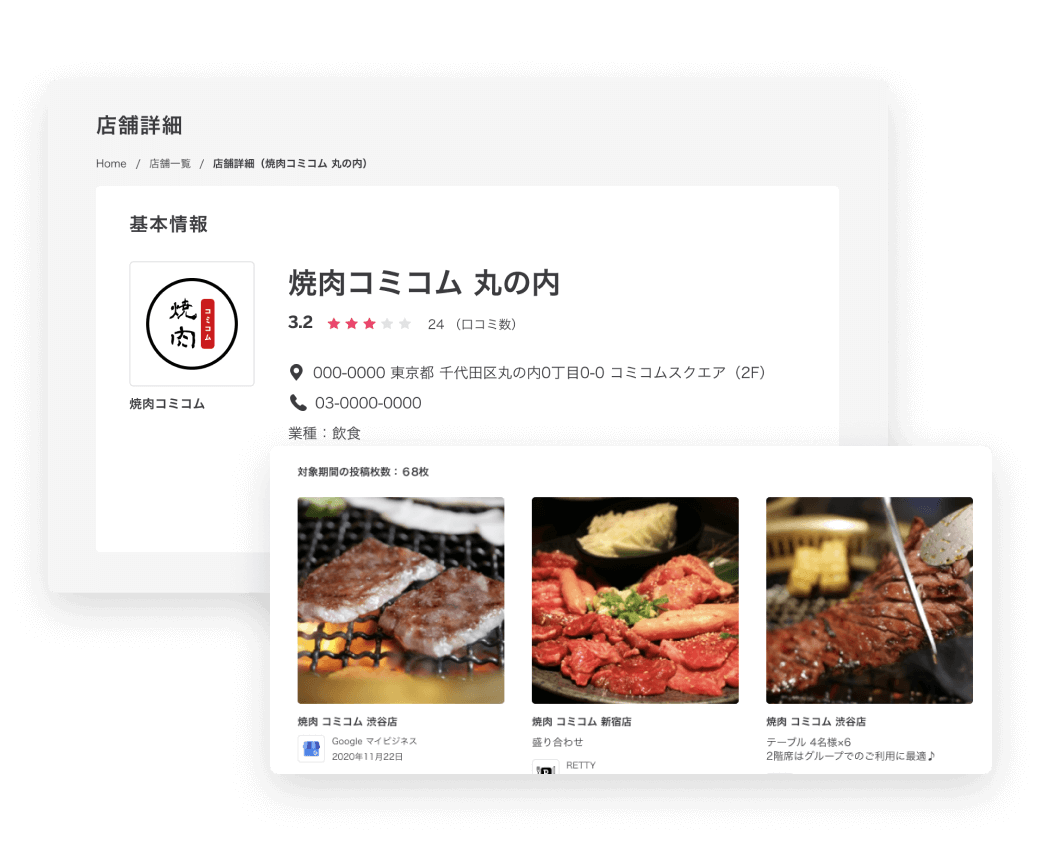 店舗詳細
Home / 店舗一覧 / 店舗詳細（焼肉コミコム 丸の内）
基本情報
焼肉
コミコム
焼肉コミコム
焼肉コミコム 丸の内
3.2 ★★★★★ 24 （口コミ数）
000-0000 東京都 千代田区丸の内0丁目0-0 コミコムスクエア（2F）
03-0000-0000
業種：飲食
対象期間の投稿枚数：68枚
焼肉 コミコム 渋谷店
Google マイビジネス
2020年11月22日
焼肉 コミコム 新宿店
盛り合わせ
RETTY
焼肉 コミコム 渋谷店
テーブル 4名様×6
2階席はグループでのご利用に最適♪